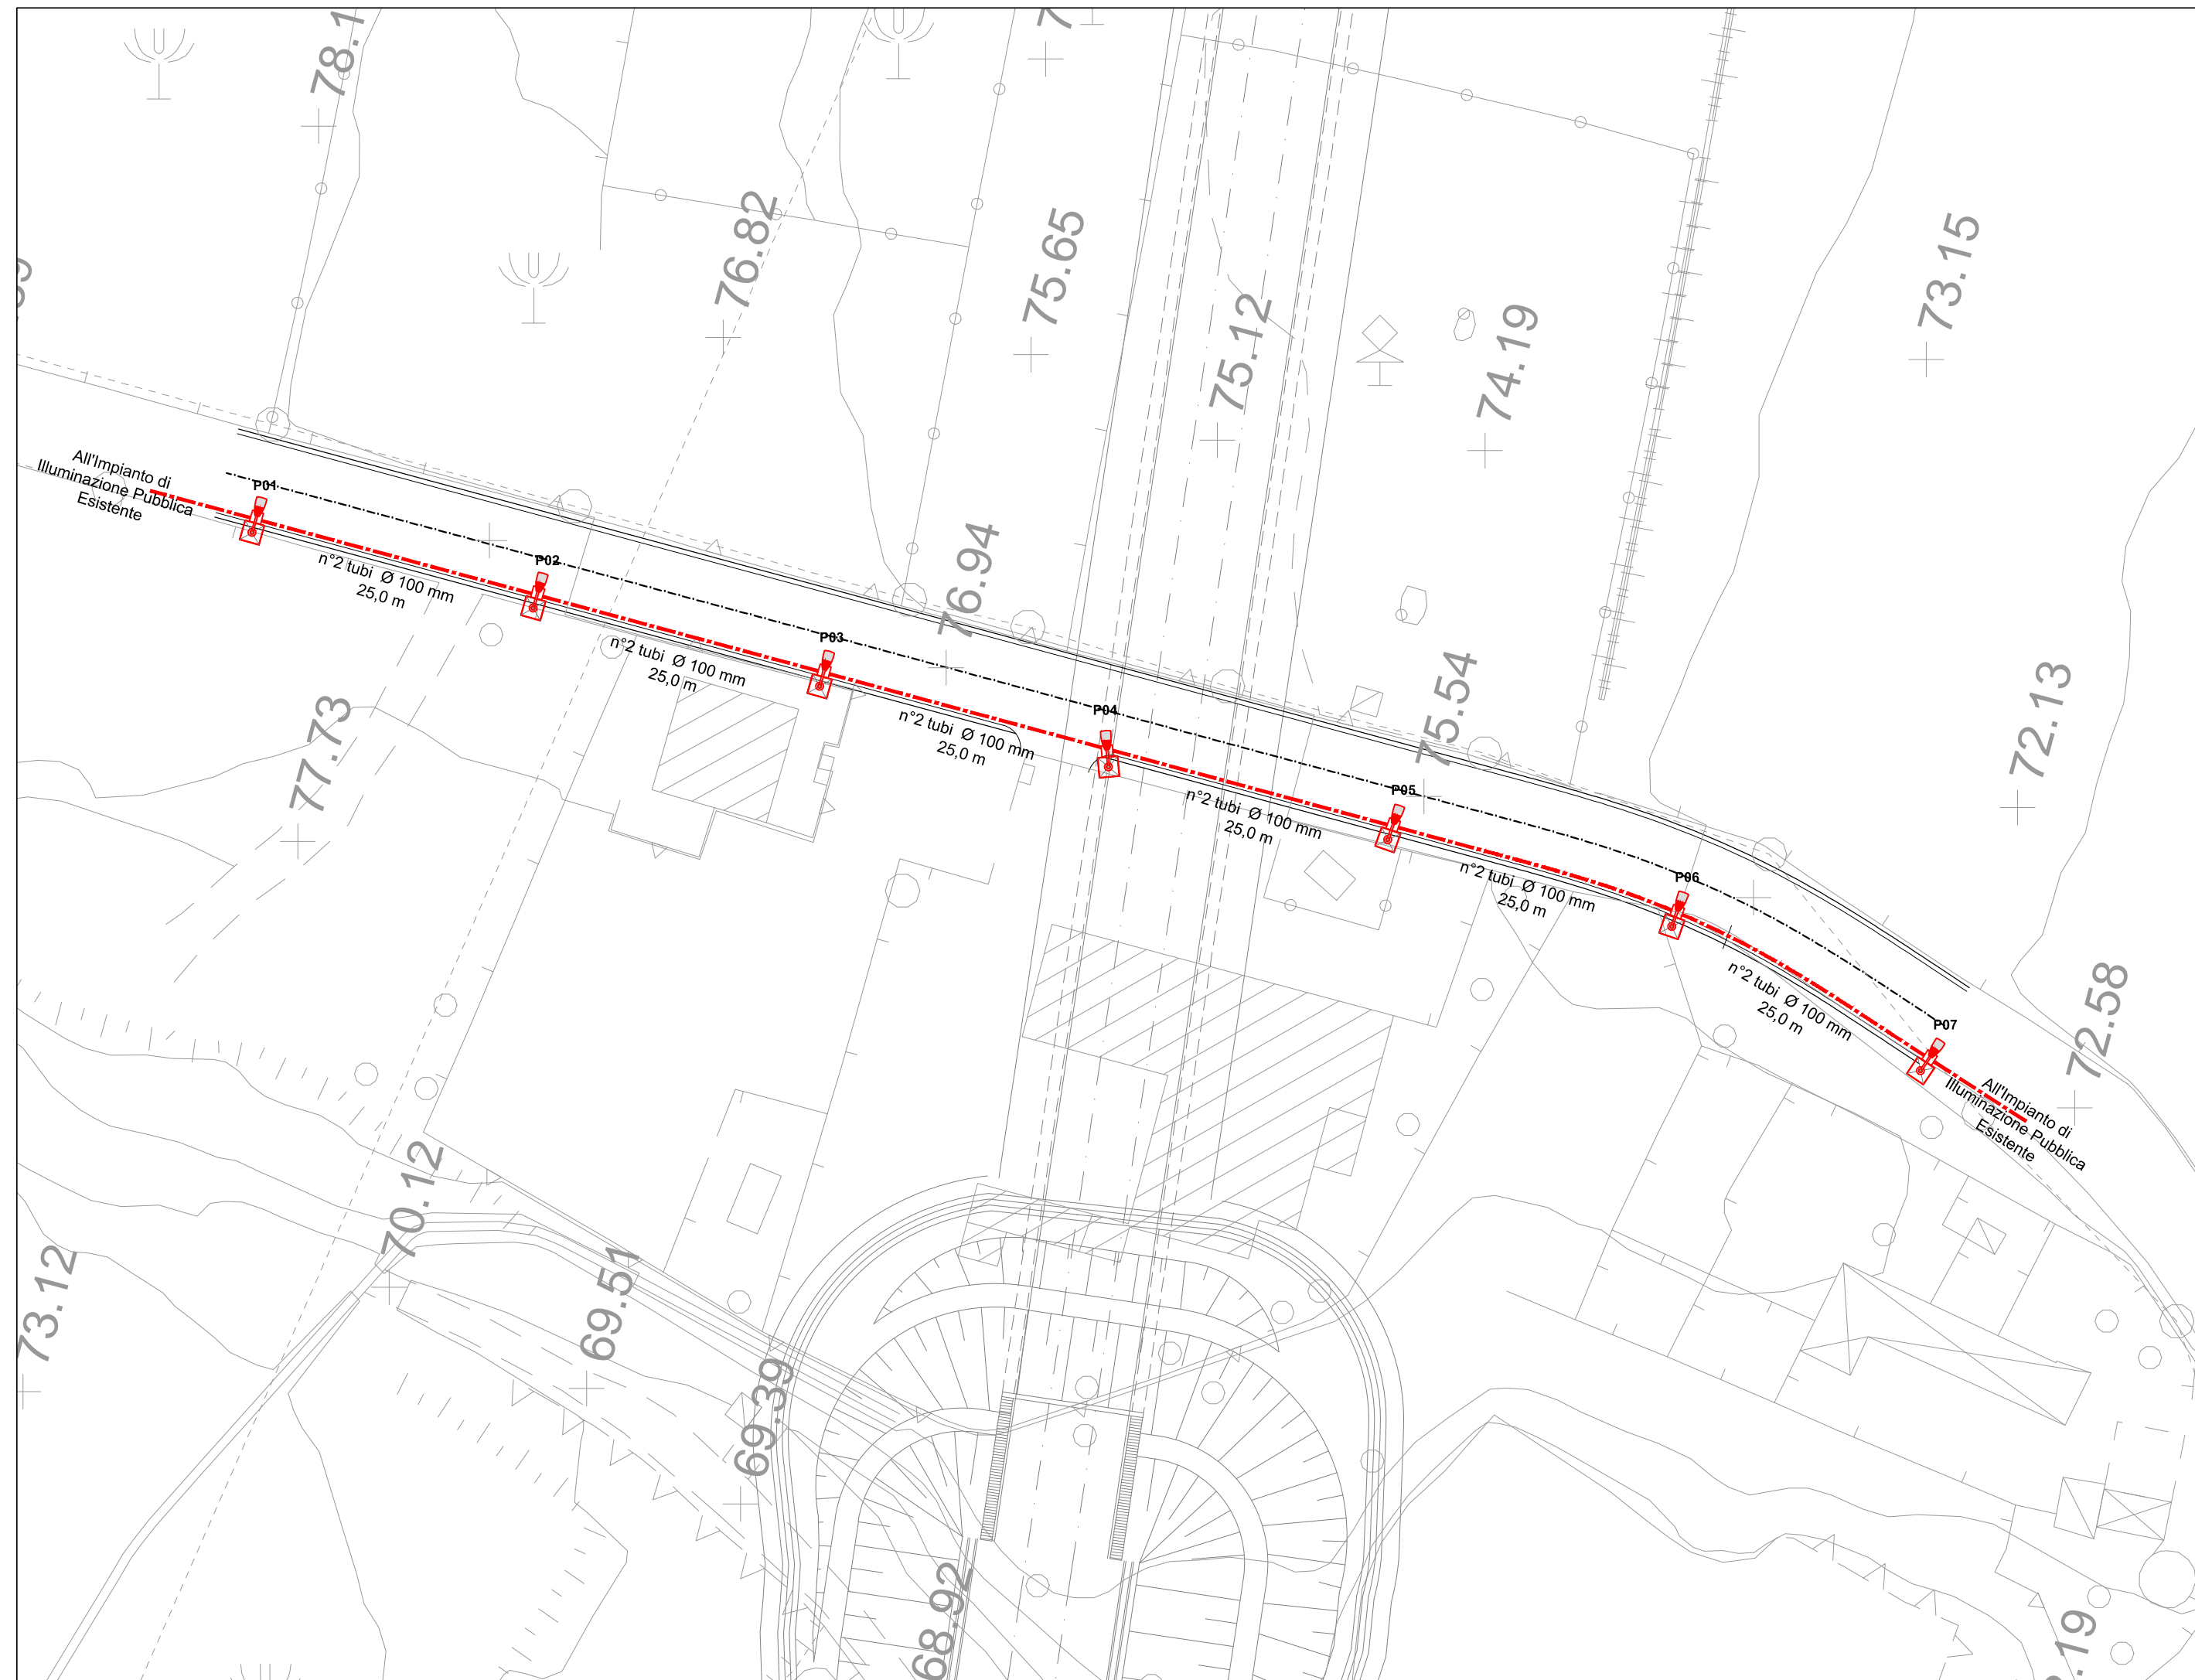 78.1
76.82
75.65
75.12
74.19
73.15
All'Impianto di
Illuminazione Pubblica
Esistente
P01
n°2 tubi Ø 100 mm
25,0 m
P02
n°2 tubi Ø 100 mm
25,0 m
P03
n°2 tubi Ø 100 mm
25,0 m
P04
n°2 tubi Ø 100 mm
25,0 m
P05
n°2 tubi Ø 100 mm
25,0 m
P06
n°2 tubi Ø 100 mm
25,0 m
P07
All'Impianto di
Illuminazione Pubblica
Esistente
76.94
75.54
72.13
77.73
72.58
70.12
73.12
69.51
69.39
68.92